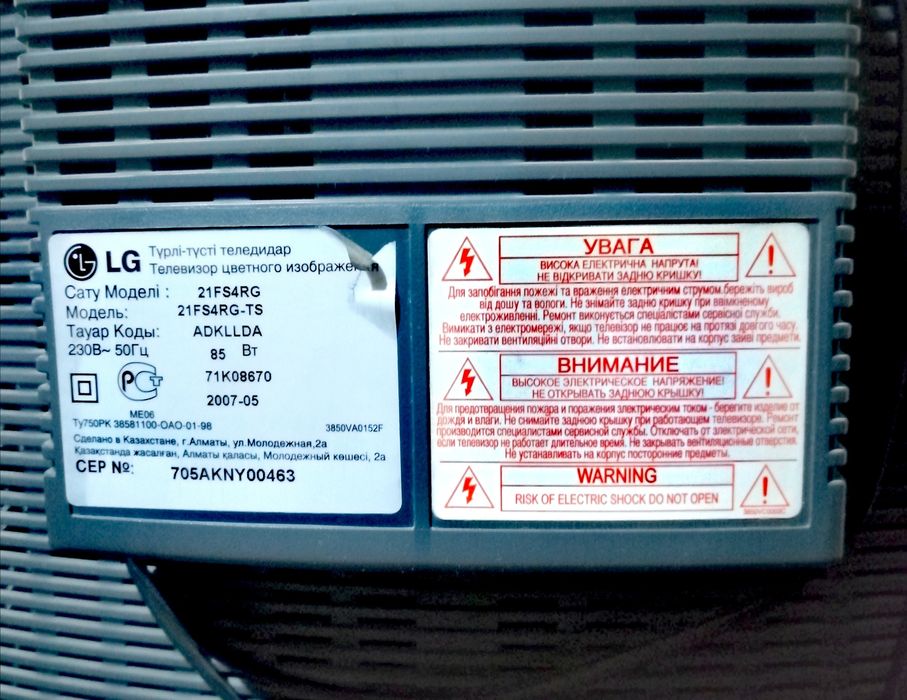 LG Түрлі-түсті теледидар
Телевизор цветного изображения
Сату Моделі : 21FS4RG
Модель: 21FS4RG-TS
Тауар Коды: ADKLLDA
230В~ 50Гц 85 Вт
РСТ 71K08670
2007-05
ME06
Ту750РК 38581100-ОАО-01-98 3850VA0152F
Сделано в Казахстане, г.Алматы, ул.Молодежная,2а
Қазақстанда жасалған, Алматы қаласы, Молодежный көшесі, 2а
СЕР №: 705AKNY00463
УВАГА
ВИСОКА ЕЛЕКТРИЧНА НАПРУГА!
НЕ ВІДКРИВАТИ ЗАДНЮ КРИШКУ!
Для запобігання пожежі та враження електричним струмом,бережіть виріб
від дощу та вологи. Не знімайте задню кришку при ввімкненому
електроживленні. Ремонт виконується спеціалістами сервісної служби.
Вимикати з електромережі, якщо телевізор не працює на протязі довгого часу.
Не закривати вентиляційні отвори. Не встановлювати на корпус зайві предмети.
ВНИМАНИЕ
ВЫСОКОЕ ЭЛЕКТРИЧЕСКОЕ НАПРЯЖЕНИЕ!
НЕ ОТКРЫВАТЬ ЗАДНЮЮ КРЫШКУ!
Для предотвращения пожара и поражения электрическим током - берегите изделие от
дождя и влаги. Не снимайте заднюю крышку при работающем телевизоре. Ремонт
производится специалистами сервисной службы. Отключать от электрической сети,
если телевизор не работает длительное время. Не закрывать вентиляционные отверстия.
Не устанавливать на корпус посторонние предметы.
WARNING
RISK OF ELECTRIC SHOCK DO NOT OPEN